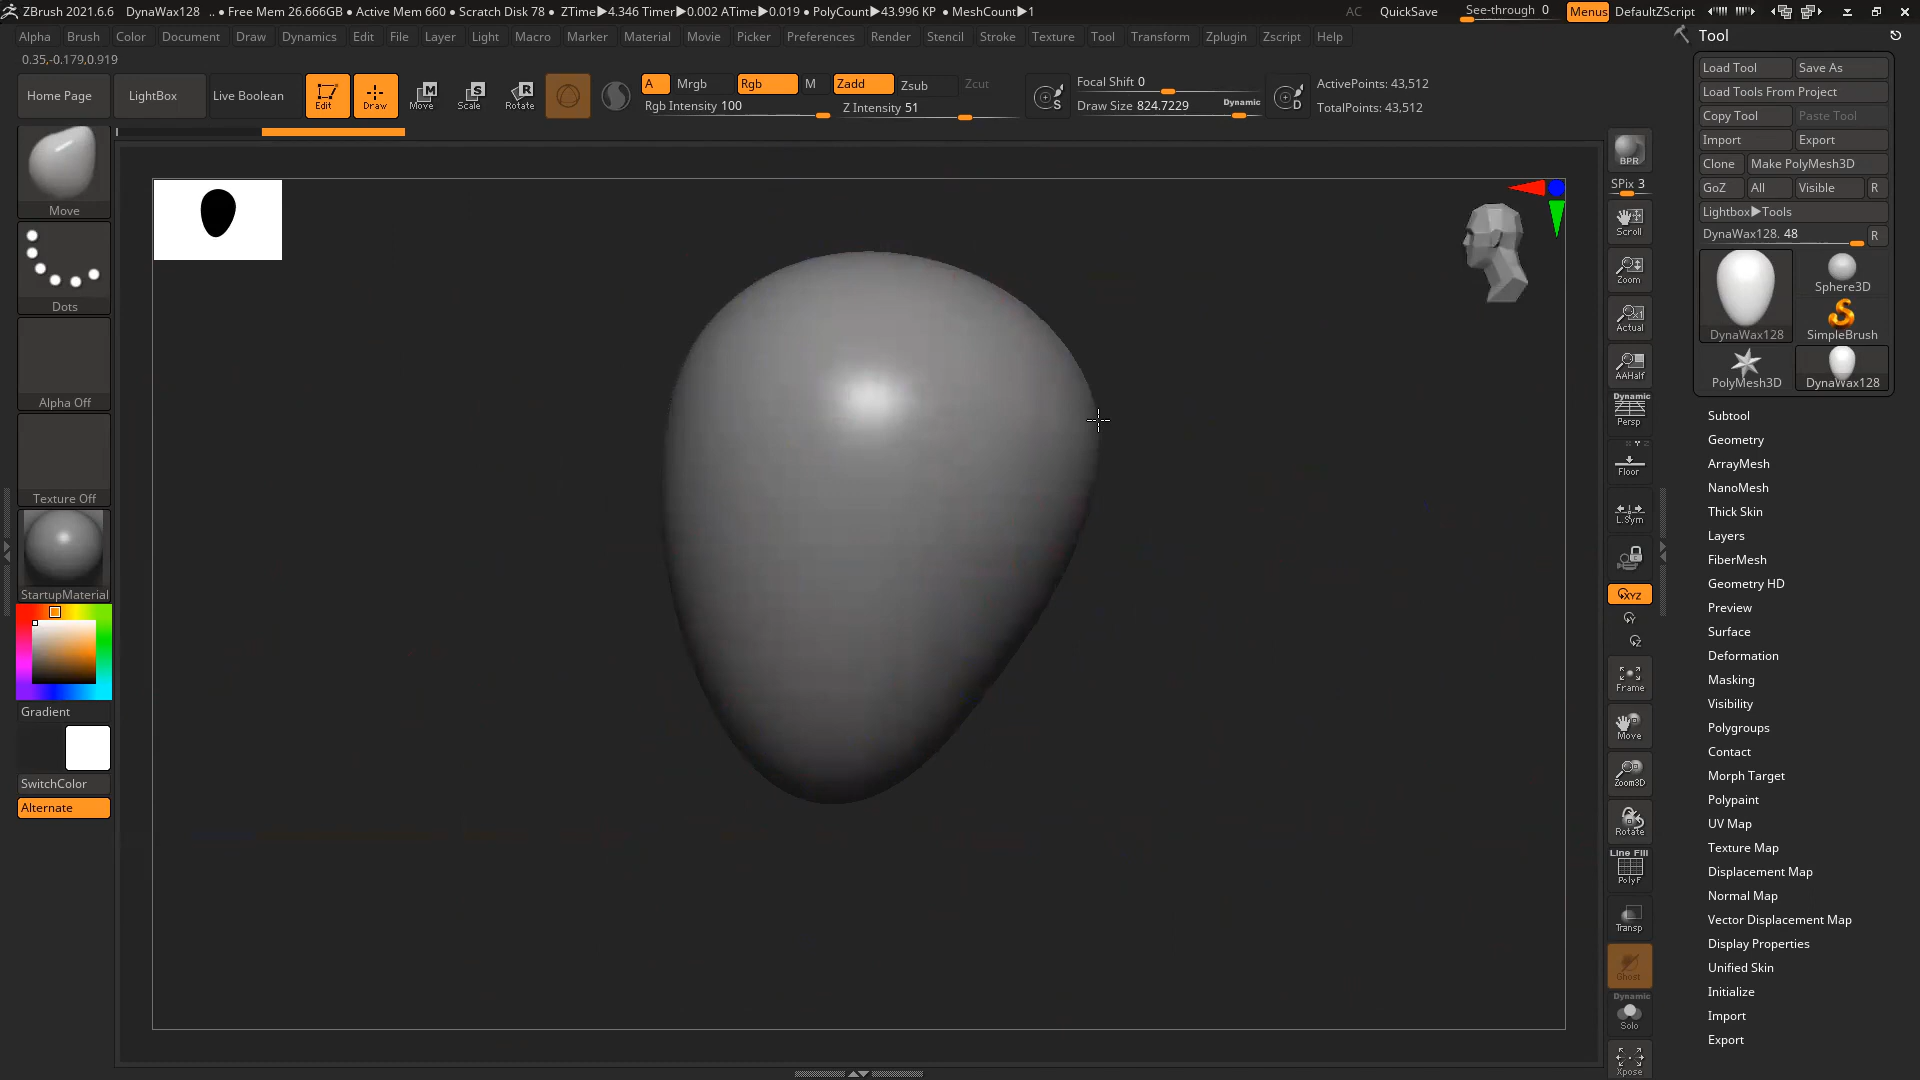 ZBrush 2021.6.6 DynaWax128 .. ● Free Mem 26.666GB ● Active Mem 660 ● Scratch Disk 78 ● ZTime▶4.346 Timer▶0.002 ATime▶0.019 ● PolyCount▶43.996 KP ● MeshCount▶1 AC QuickSave See-through 0 Menus DefaultZScript
Alpha Brush Color Document Draw Dynamics Edit File Layer Light Macro Marker Material Movie Picker Preferences Render Stencil Stroke Texture Tool Transform Zplugin Zscript Help
0.35,-0.179,0.919
Home Page LightBox Live Boolean Edit Draw Move Scale Rotate
A Mrgb Rgb M Zadd Zsub Zcut
Rgb Intensity 100 Z Intensity 51
Focal Shift 0
Draw Size 824.7229 Dynamic
ActivePoints: 43,512
TotalPoints: 43,512
S
D
M
S
R
Move
Dots
Alpha Off
Texture Off
StartupMaterial
Gradient
SwitchColor
Alternate
BPR
SPix 3
Scroll
Zoom
Actual
AAHalf
Dynamic
Persp
Floor
L.Sym
XYZ
Y
Z
Frame
Move
Zoom3D
Rotate
Line Fill
PolyF
Transp
Ghost
Dynamic
Solo
Xpose
Tool
Load Tool Save As
Load Tools From Project
Copy Tool Paste Tool
Import Export
Clone Make PolyMesh3D
GoZ All Visible R
Lightbox▶Tools
DynaWax128. 48 R
DynaWax128 Sphere3D
SimpleBrush
PolyMesh3D DynaWax128
Subtool
Geometry
ArrayMesh
NanoMesh
Thick Skin
Layers
FiberMesh
Geometry HD
Preview
Surface
Deformation
Masking
Visibility
Polygroups
Contact
Morph Target
Polypaint
UV Map
Texture Map
Displacement Map
Normal Map
Vector Displacement Map
Display Properties
Unified Skin
Initialize
Import
Export